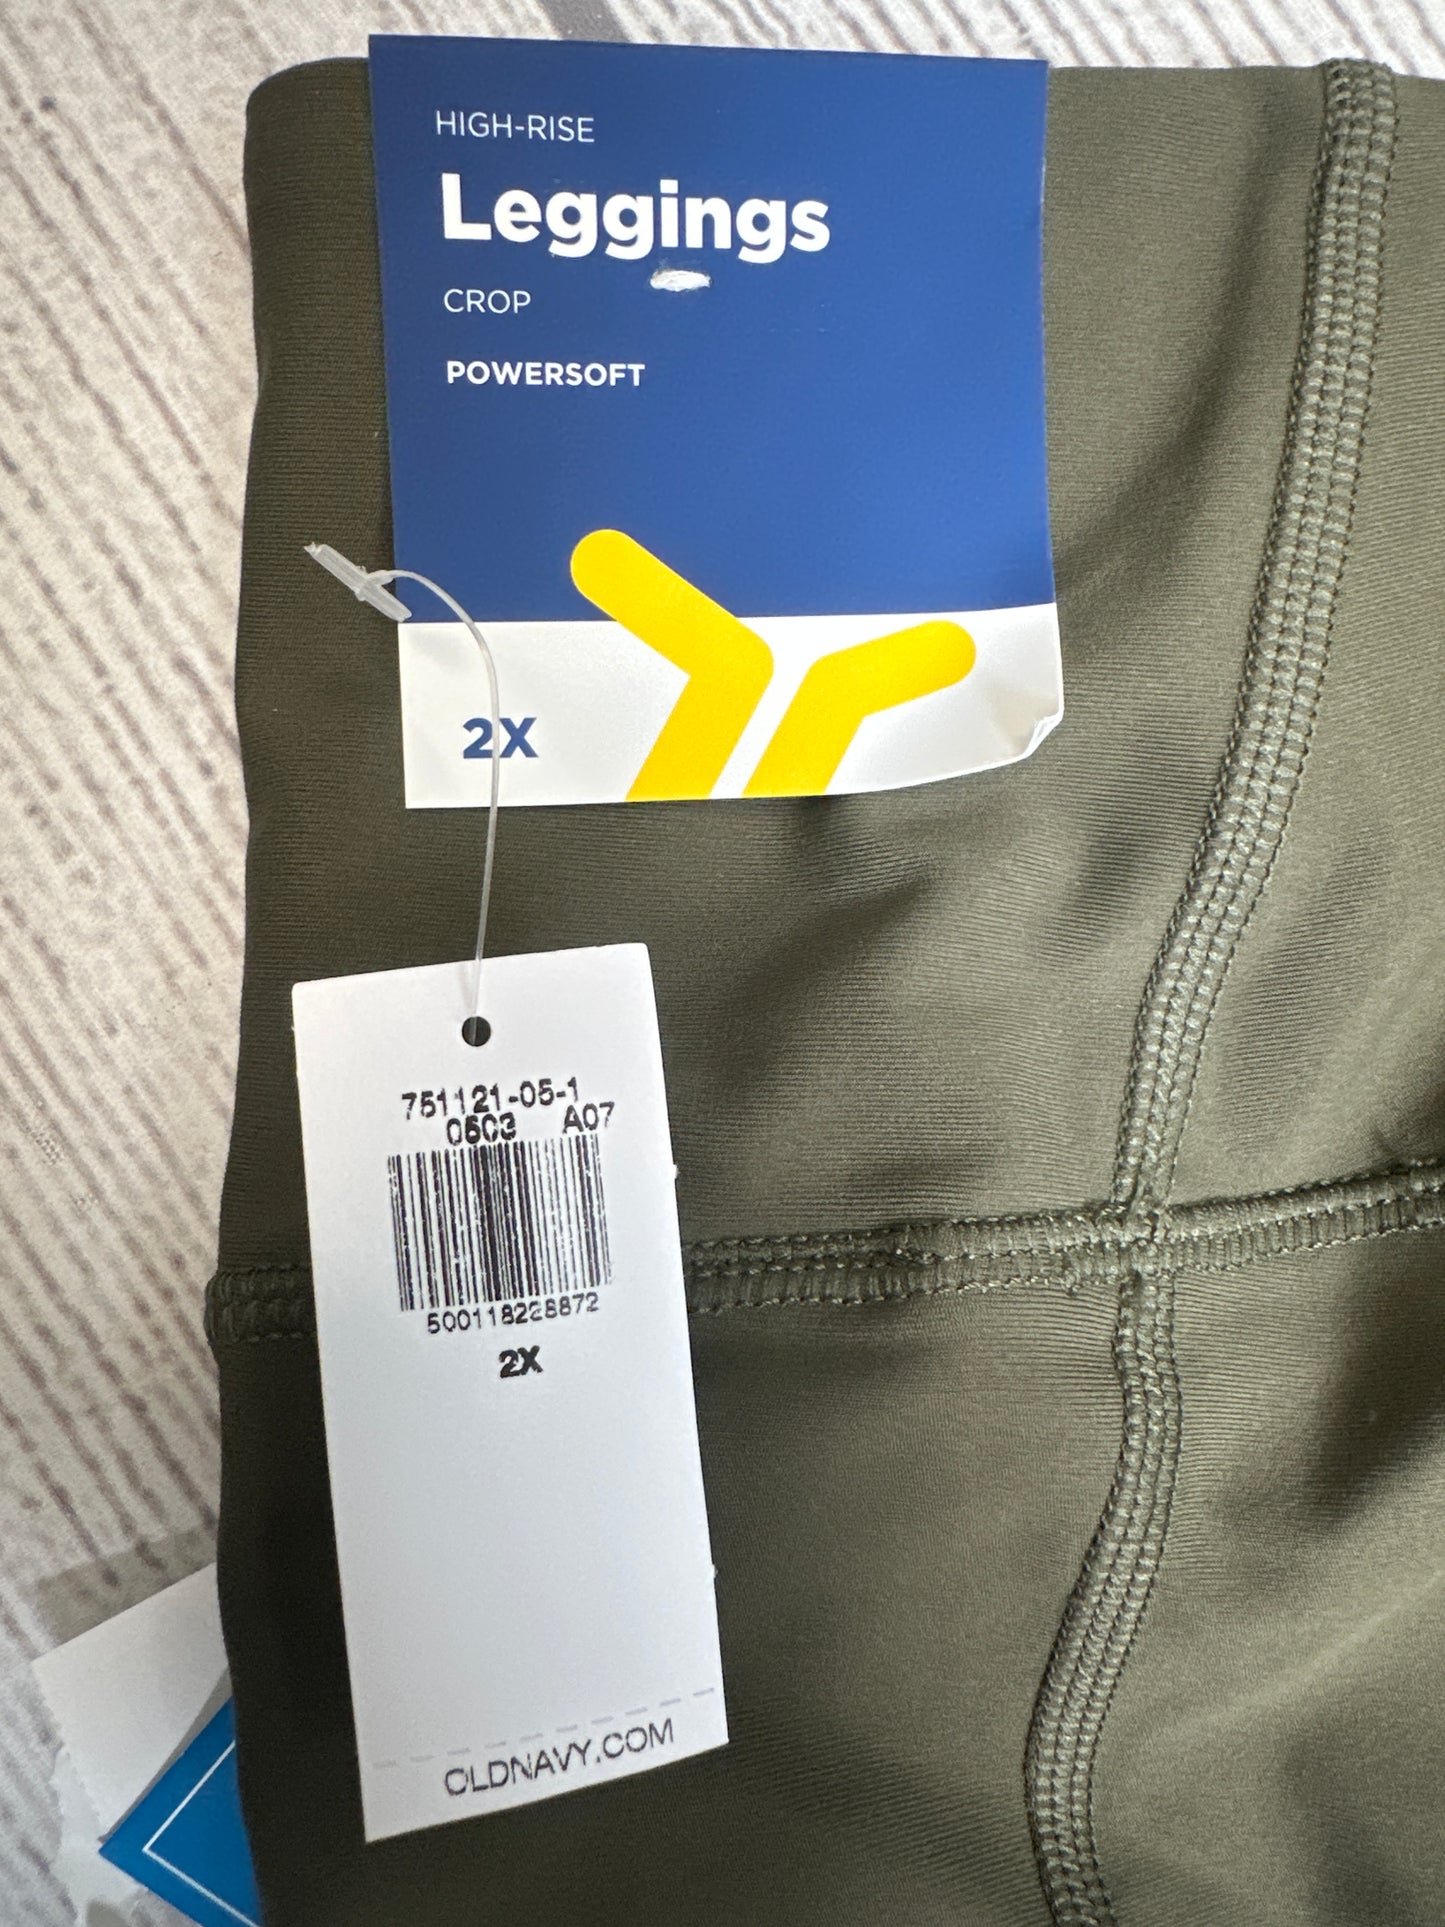 HIGH-RISE
Leggings
CROP
POWERSOFT
2X
751121-05-1
0503 A07
500118228872
2X
OLDNAVY.COM